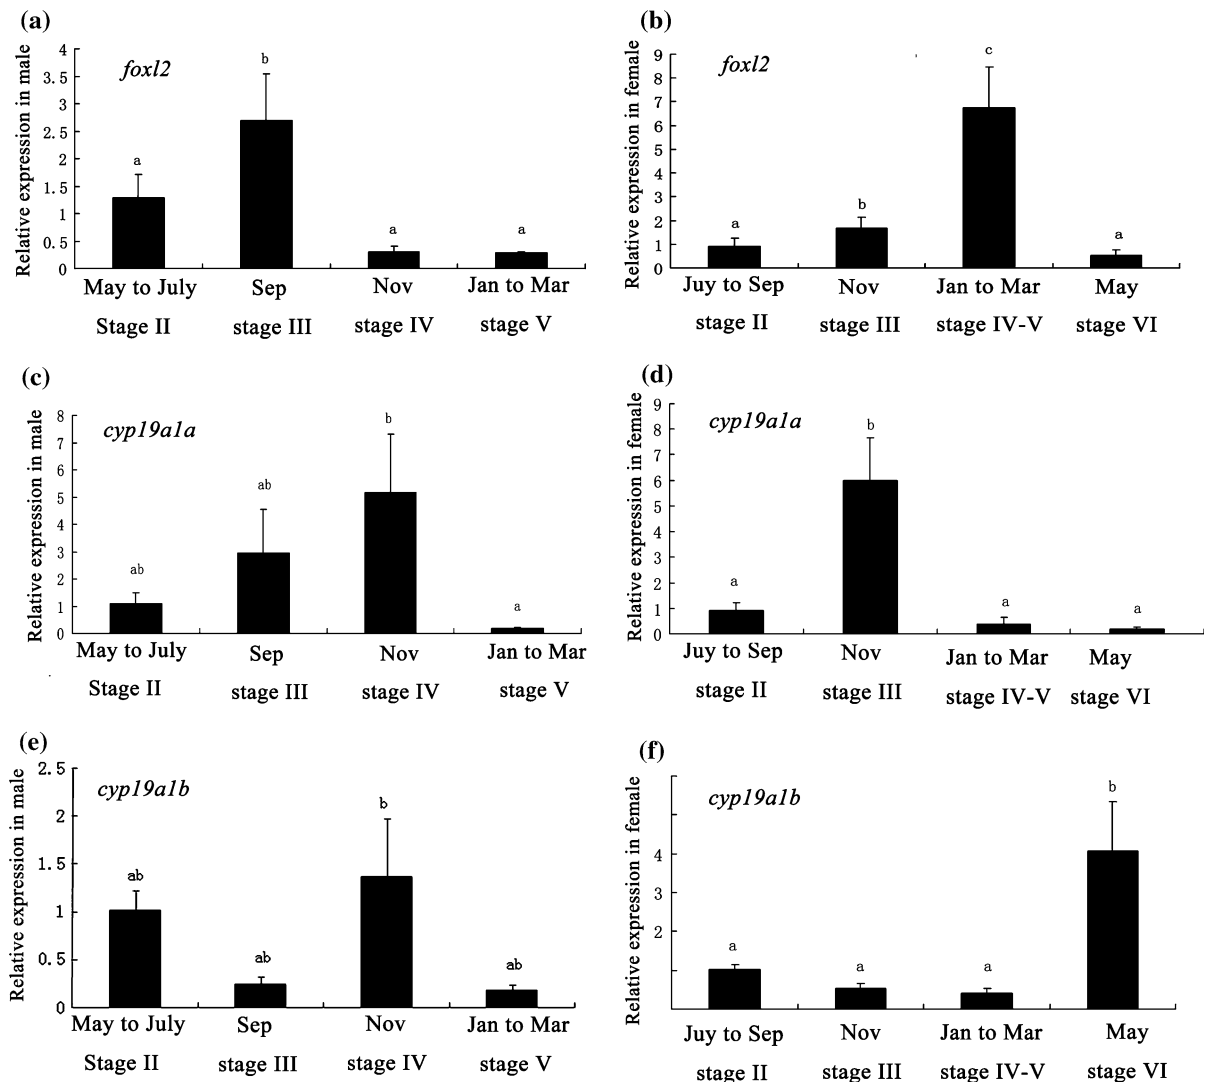 (a)
Relative expression in male
foxl2
4
3.5
3
2.5
2
1.5
1
0.5
0
a
b
a
a
May to July
Sep
Nov
Jan to Mar
Stage II
stage III
stage IV
stage V
(b)
Relative expression in female
foxl2
9
8
7
6
5
4
3
2
1
0
a
b
c
a
Juy to Sep
Nov
Jan to Mar
May
stage II
stage III
stage IV-V
stage VI
(c)
Relative expression in male
cyp19a1a
8
7
6
5
4
3
2
1
0
ab
ab
b
a
May to July
Sep
Nov
Jan to Mar
Stage II
stage III
stage IV
stage V
(d)
Relative expression in female
cyp19a1a
9
8
7
6
5
4
3
2
1
0
a
b
a
a
Juy to Sep
Nov
Jan to Mar
May
stage II
stage III
stage IV-V
stage VI
(e)
Relative expression in male
cyp19a1b
2.5
2
1.5
1
0.5
0
ab
ab
b
ab
May to July
Sep
Nov
Jan to Mar
Stage II
stage III
stage IV
stage V
(f)
Relative expression in female
cyp19a1b
4
3
2
a
a
a
b
Juy to Sep
Nov
Jan to Mar
May
stage II
stage III
stage IV-V
stage VI